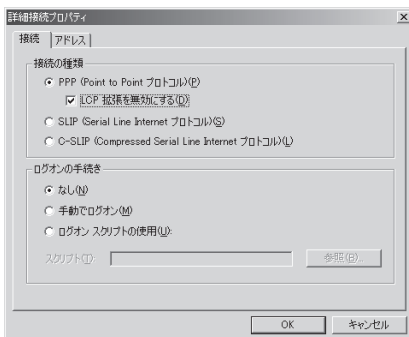 詳細接続プロパティ
接続 アドレス
接続の種類
PPP (Point to Point プロトコル)(P)
LCP 拡張を無効にする(D)
SLIP (Serial Line Internet プロトコル)(S)
C-SLIP (Compressed Serial Line Internet プロトコル)(L)
ログオンの手続き
なし(N)
手動でログオン(M)
ログオン スクリプトの使用(U):
スクリプト(T):
参照(B)...
OK キャンセル